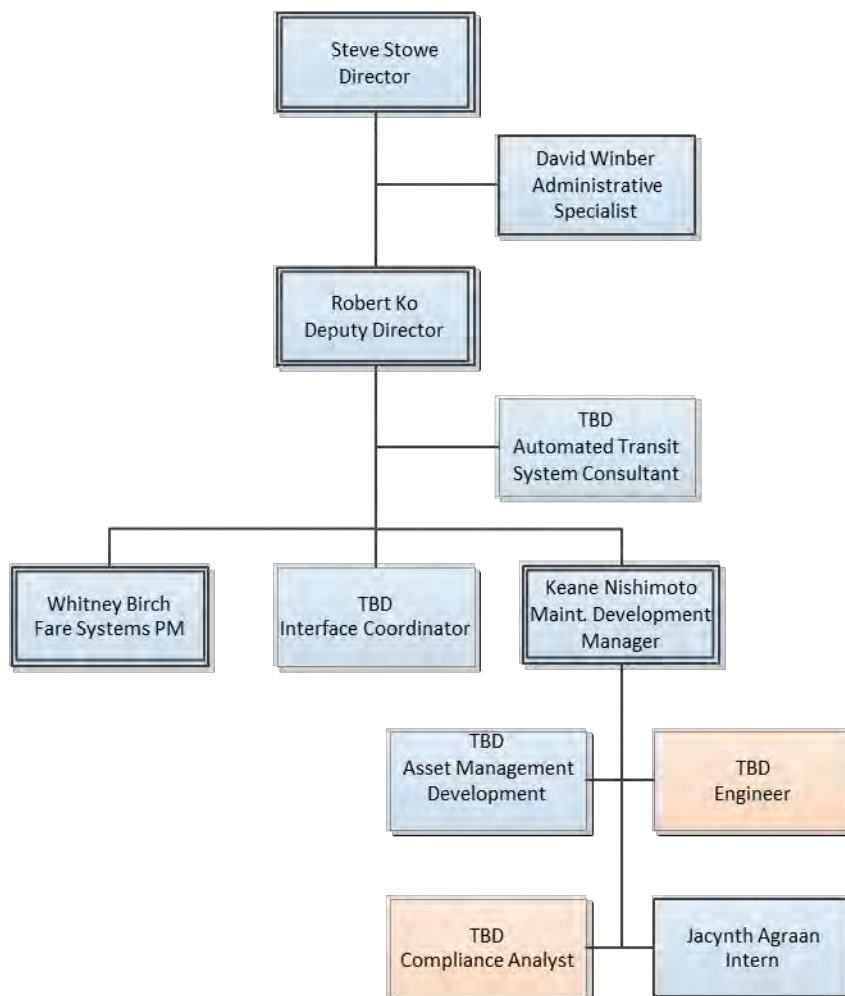 Steve Stowe
Director
David Winber
Administrative
Specialist
Robert Ko
Deputy Director
TBD
Automated Transit
System Consultant
Whitney Birch
Fare Systems PM
TBD
Interface Coordinator
Keane Nishimoto
Maint. Development
Manager
TBD
Asset Management
Development
TBD
Engineer
TBD
Compliance Analyst
Jacynth Agraan
Intern